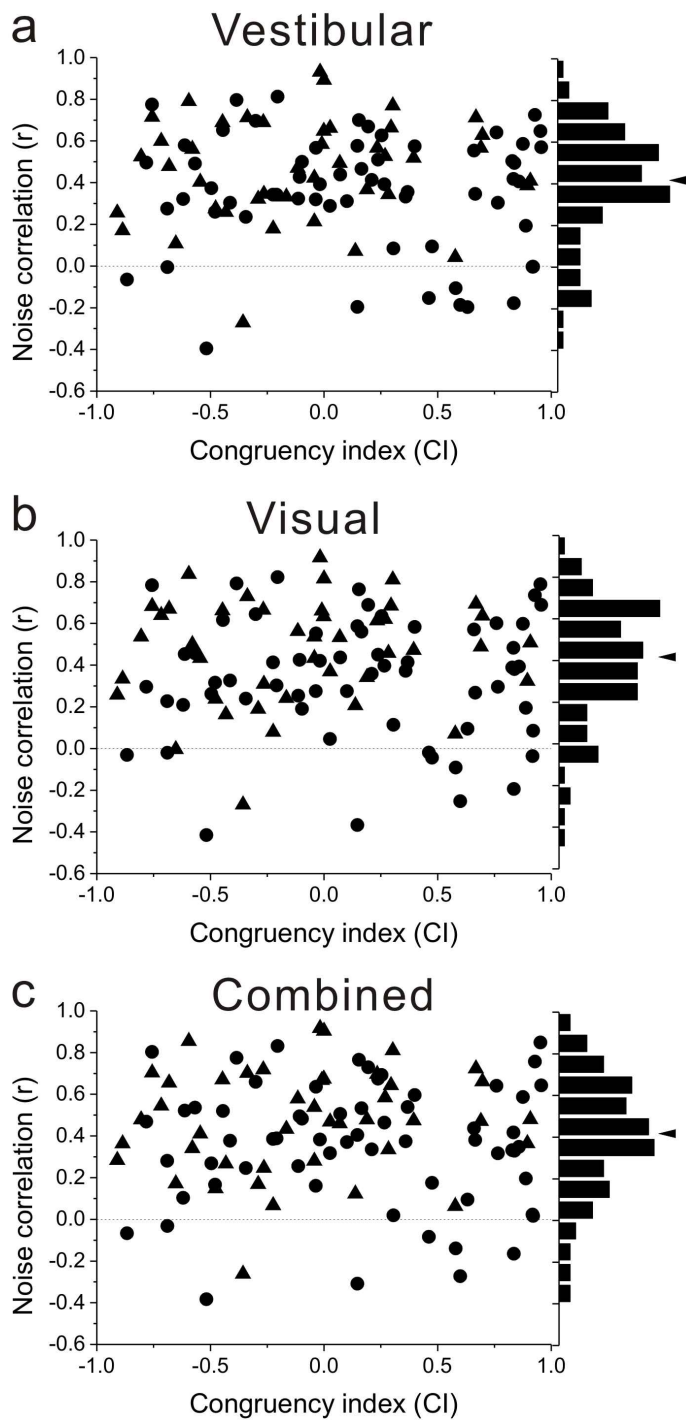 a Vestibular
1.0
0.8
0.6
0.4
0.2
0.0
-0.2
-0.4
-0.6
Noise correlation (r)
-1.0 -0.5 0.0 0.5 1.0
Congruency index (CI)
b Visual
1.0
0.8
0.6
0.4
0.2
0.0
-0.2
-0.4
-0.6
Noise correlation (r)
-1.0 -0.5 0.0 0.5 1.0
Congruency index (CI)
c Combined
1.0
0.8
0.6
0.4
0.2
0.0
-0.2
-0.4
-0.6
Noise correlation (r)
-1.0 -0.5 0.0 0.5 1.0
Congruency index (CI)